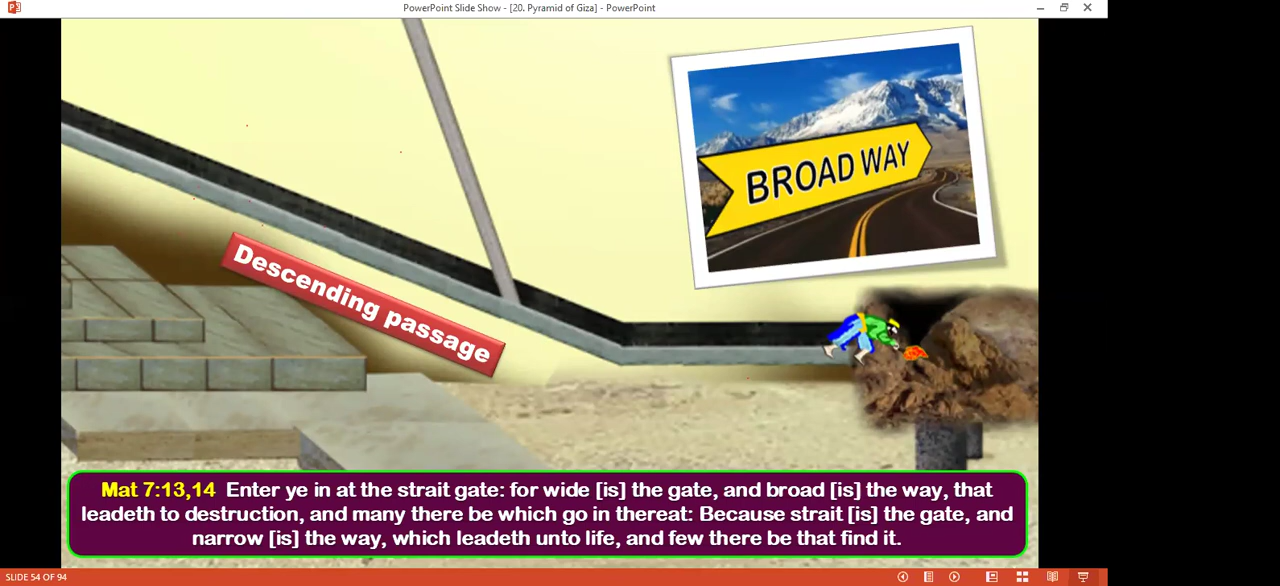 PowerPoint Slide Show - [20. Pyramid of Giza] - PowerPoint
BROAD WAY
Descending passage
Mat 7:13,14 Enter ye in at the strait gate: for wide [is] the gate, and broad [is] the way, that
leadeth to destruction, and many there be which go in thereat: Because strait [is] the gate, and
narrow [is] the way, which leadeth unto life, and few there be that find it.
SLIDE 54 OF 94